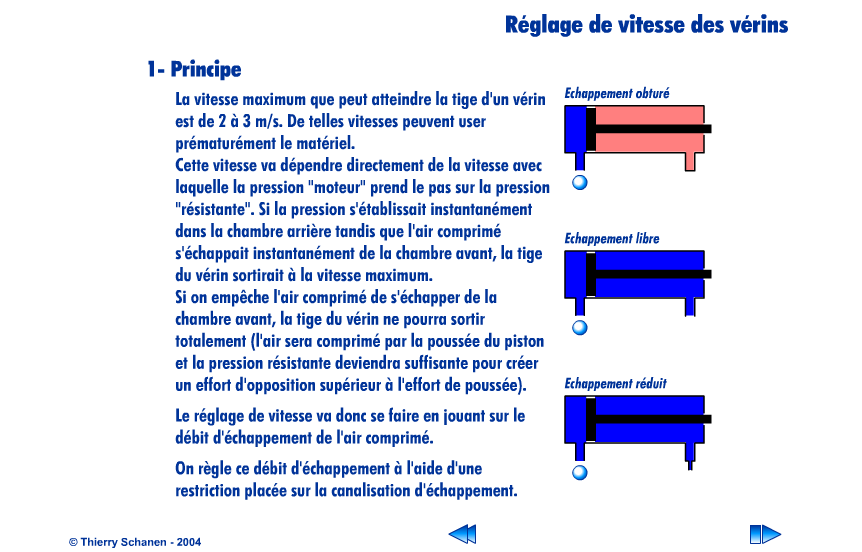 Réglage de vitesse des vérins
1- Principe
La vitesse maximum que peut atteindre la tige d'un vérin
est de 2 à 3 m/s. De telles vitesses peuvent user
prématurément le matériel.
Cette vitesse va dépendre directement de la vitesse avec
laquelle la pression "moteur" prend le pas sur la pression
"résistante". Si la pression s'établissait instantanément
dans la chambre arrière tandis que l'air comprimé
s'échappait instantanément de la chambre avant, la tige
du vérin sortirait à la vitesse maximum.
Si on empêche l'air comprimé de s'échapper de la
chambre avant, la tige du vérin ne pourra sortir
totalement (l'air sera comprimé par la poussée du piston
et la pression résistante deviendra suffisante pour créer
un effort d'opposition supérieur à l'effort de poussée).
Le réglage de vitesse va donc se faire en jouant sur le
débit d'échappement de l'air comprimé.
On règle ce débit d'échappement à l'aide d'une
restriction placée sur la canalisation d'échappement.
Echappement obturé
Echappement libre
Echappement réduit
© Thierry Schanen - 2004